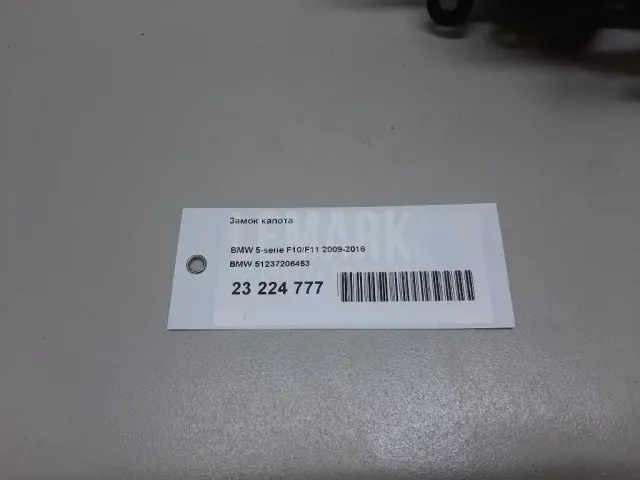 Замок капота
BMW 5-serie F10/F11 2009-2016
BMW 51237206453
23 224 777